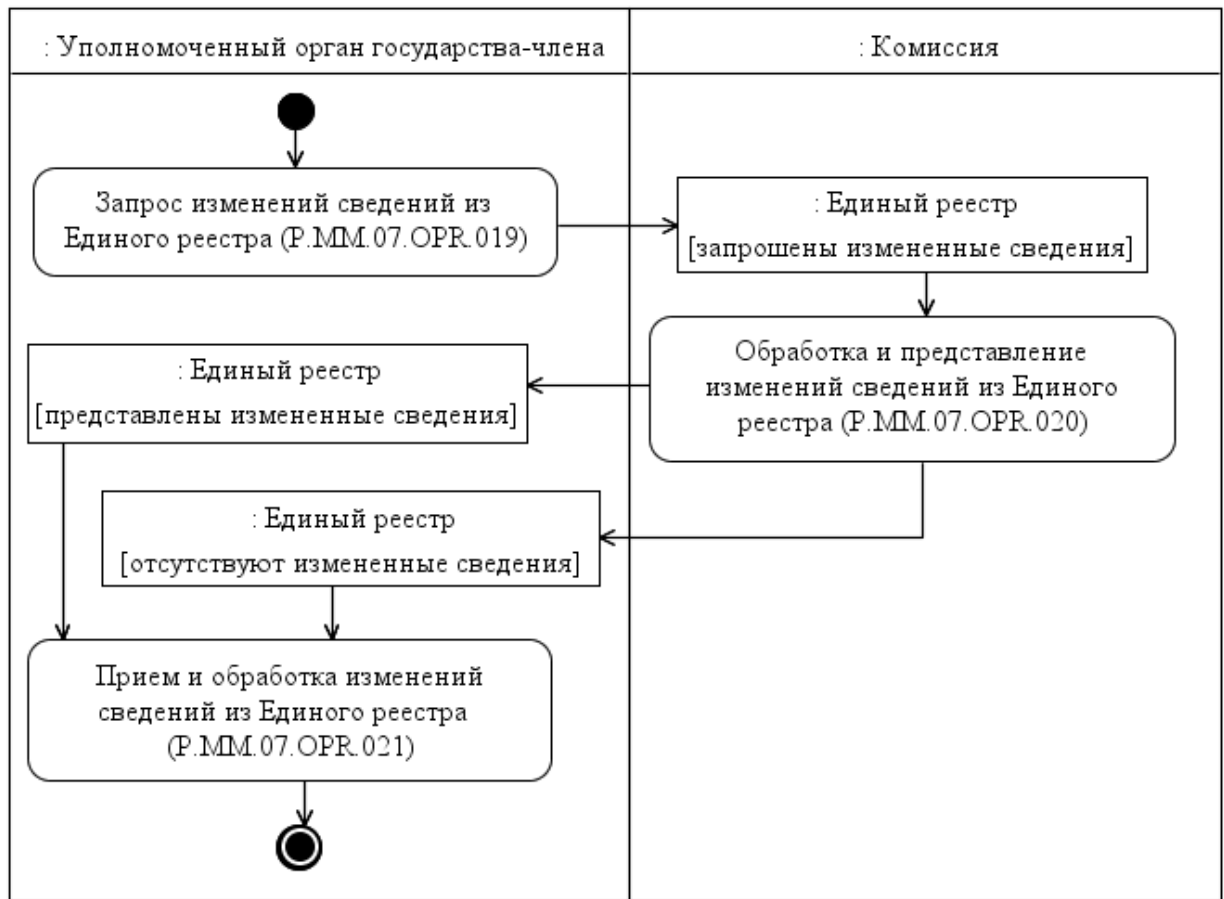 : Уполномоченный орган государства-члена
: Комиссия
Запрос изменений сведений из
Единого реестра (P.MM.07.OPR.019)
: Единый реестр
[запрошены измененные сведения]
Обработка и представление
изменений сведений из Единого
реестра (P.MM.07.OPR.020)
: Единый реестр
[представлены измененные сведения]
: Единый реестр
[отсутствуют измененные сведения]
Прием и обработка изменений
сведений из Единого реестра
(P.MM.07.OPR.021)